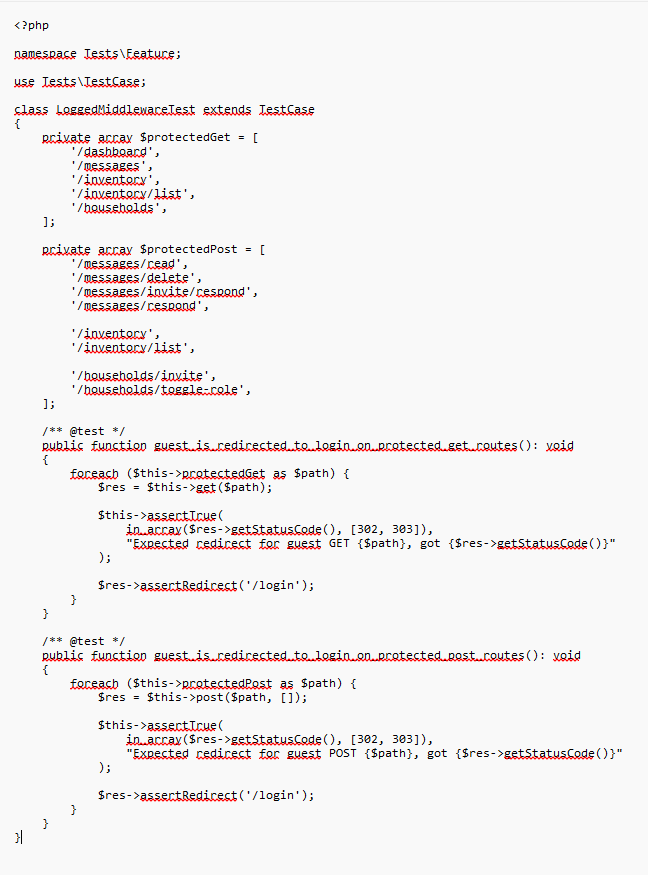 <?php
namespace Tests\Feature;
use Tests\TestCase;
class LoggedMiddlewareTest extends TestCase
{
    private array $protectedGet = [
        '/dashboard',
        '/messages',
        '/inventory',
        '/inventory/list',
        '/households',
    ];
    private array $protectedPost = [
        '/messages/read',
        '/messages/delete',
        '/messages/invite/respond',
        '/messages/respond',
        '/inventory',
        '/inventory/list',
        '/households/invite',
        '/households/toggle-role',
    ];
    /** @test */
    public function guest_is_redirected_to_login_on_protected_get_routes(): void
    {
        foreach ($this->protectedGet as $path) {
            $res = $this->get($path);
            $this->assertTrue(
                in_array($res->getStatusCode(), [302, 303]),
                "Expected redirect for guest GET {$path}, got {$res->getStatusCode()}"
            );
            $res->assertRedirect('/login');
        }
    }
    /** @test */
    public function guest_is_redirected_to_login_on_protected_post_routes(): void
    {
        foreach ($this->protectedPost as $path) {
            $res = $this->post($path, []);
            $this->assertTrue(
                in_array($res->getStatusCode(), [302, 303]),
                "Expected redirect for guest POST {$path}, got {$res->getStatusCode()}"
            );
            $res->assertRedirect('/login');
        }
    }
}